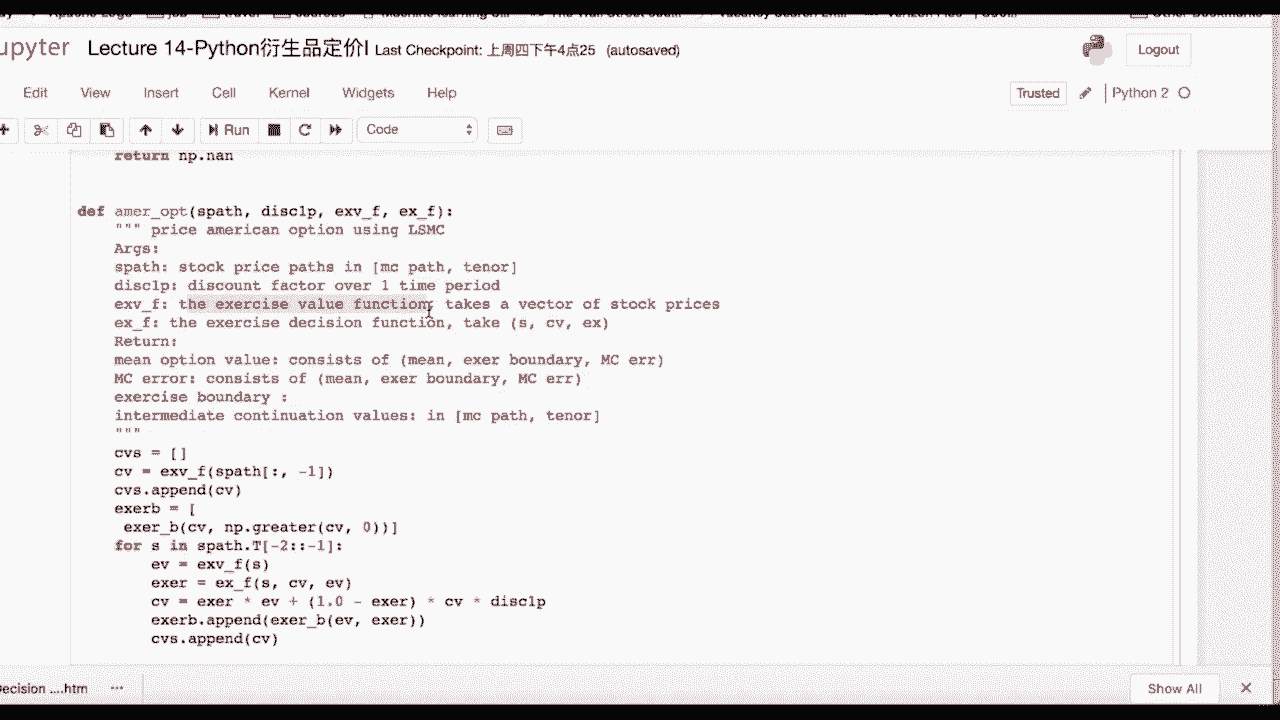 upyter Lecture 14-Python衍生品定价I Last Checkpoint: 上周四下午4点25 (autosaved) Logout
Edit View Insert Cell Kernel Widgets Help Trusted Python 2
Run Code
return np.nan
def amer_opt(spath, disc1p, exv_f, ex_f):
""" price american option using LSMC
Args:
spath: stock price paths in [mc path, tenor]
disc1p: discount factor over 1 time period
exv_f: the exercise value function, takes a vector of stock prices
ex_f: the exercise decision function, take (s, cv, ex)
Return:
mean option value: consists of (mean, exer boundary, MC err)
MC error: consists of (mean, exer boundary, MC err)
exercise boundary :
intermediate continuation values: in [mc path, tenor]
"""
cvs = []
cv = exv_f(spath[:, -1])
cvs.append(cv)
exerb = [
exer_b(cv, np.greater(cv, 0))]
for s in spath.T[-2::-1]:
ev = exv_f(s)
exer = ex_f(s, cv, ev)
cv = exer * ev + (1.0 - exer) * cv * disc1p
exerb.append(exer_b(ev, exer))
cvs.append(cv)
Decision ....htm Show All